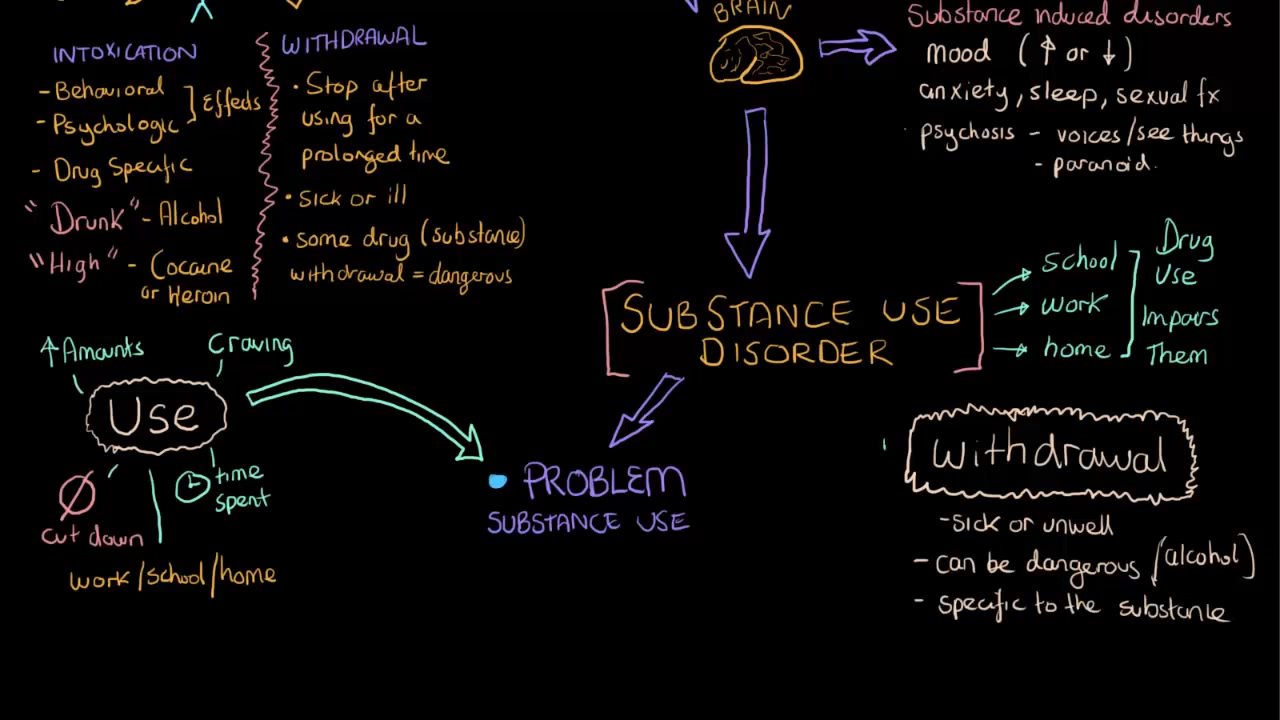 INTOXICATION
- Behavioral
- Psychologic
Effects
- Drug Specific
"Drunk" - Alcohol
"High" - Cocaine
or Heroin
WITHDRAWAL
• Stop after
using for a
prolonged time
• Sick or ill
• Some drug (substance)
withdrawal = dangerous
BRAIN
Substance induced disorders
mood (↑ or ↓)
anxiety, sleep, sexual fx
psychosis - voices/see things
- paranoid.
SUBSTANCE USE
DISORDER
school
work
home
Drug
Use
Impairs
Them
↑ Amounts
Craving
Use
cut down
time
spent
work/school/home
• PROBLEM
SUBSTANCE USE
Withdrawal
- sick or unwell
- can be dangerous (alcohol)
- specific to the substance